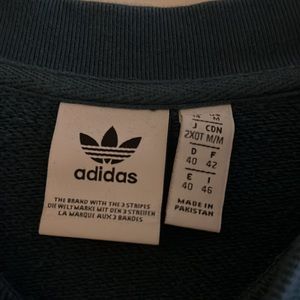 adidas
THE BRAND WITH THE 3 STRIPES
DIE WELTMARKE MIT DEN 3 STREIFEN
LA MARQUE AUX 3 BANDES
J CDN
2XOT M/M
D F
40 42
E I
40 46
MADE IN
PAKISTAN